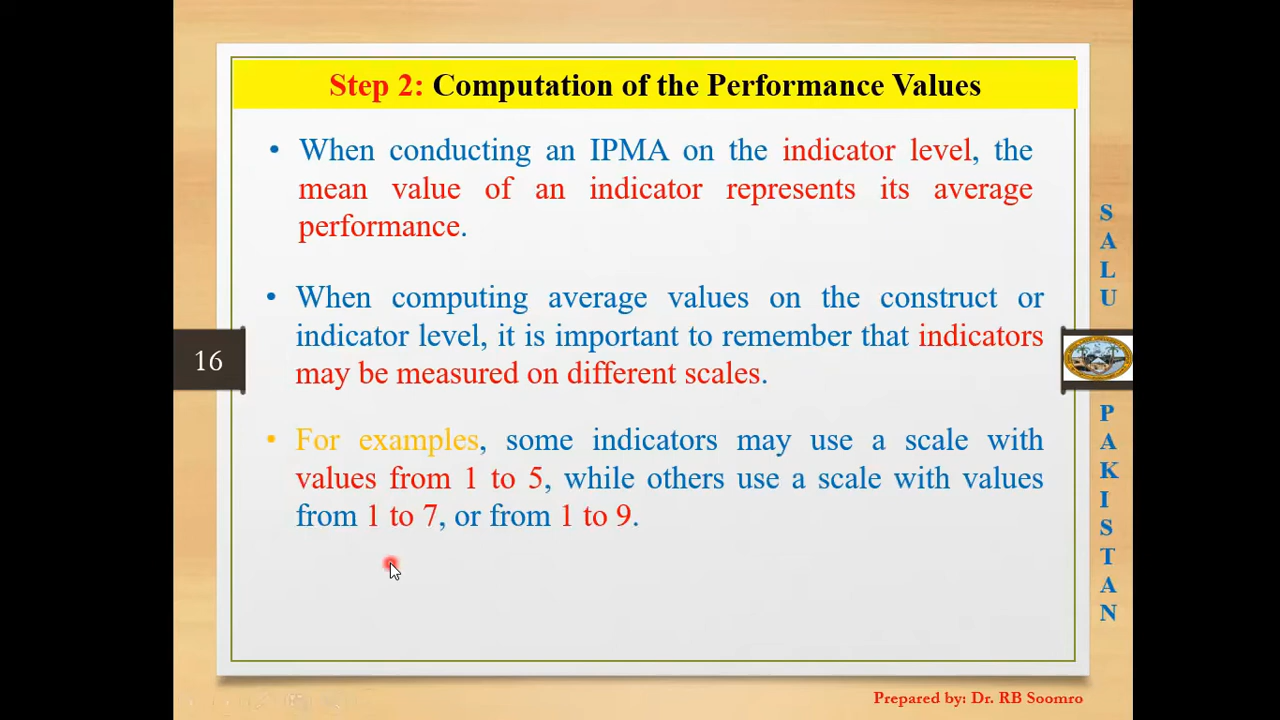 Step 2: Computation of the Performance Values
• When conducting an IPMA on the indicator level, the
mean value of an indicator represents its average
performance.
• When computing average values on the construct or
indicator level, it is important to remember that indicators
may be measured on different scales.
• For examples, some indicators may use a scale with
values from 1 to 5, while others use a scale with values
from 1 to 7, or from 1 to 9.
16
S
A
L
U
P
A
K
I
S
T
A
N
Prepared by: Dr. RB Soomro